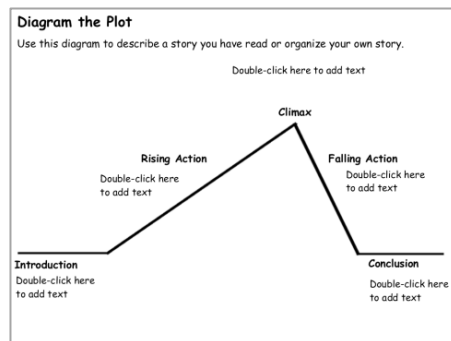 Diagram the Plot
Use this diagram to describe a story you have read or organize your own story.
Double-click here to add text
Climax
Rising Action
Double-click here
to add text
Falling Action
Double-click here
to add text
Introduction
Double-click here
to add text
Conclusion
Double-click here
to add text